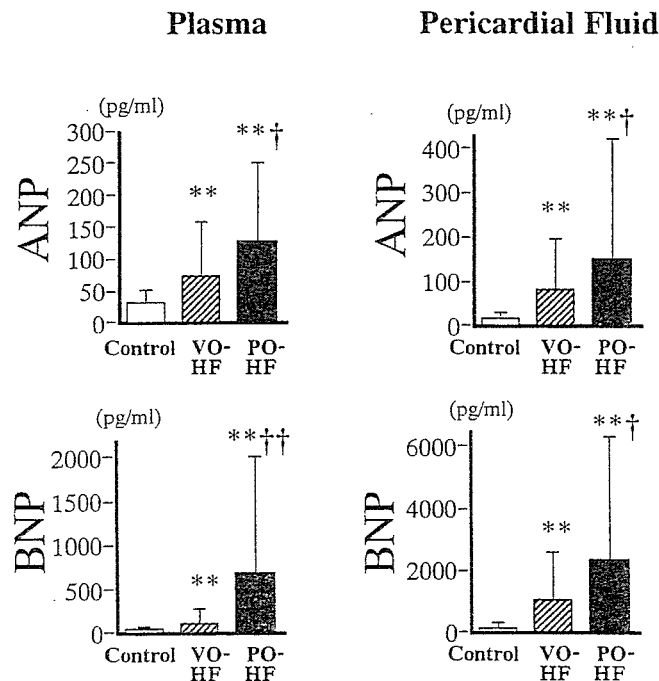 Plasma
Pericardial Fluid
(pg/ml)
**†
**
300
250
200
150
100
50
0
ANP
Control VO-HF PO-HF
(pg/ml)
**†
**
400
300
200
100
0
ANP
Control VO-HF PO-HF
(pg/ml)
**††
**
2000
1500
1000
500
0
BNP
Control VO-HF PO-HF
(pg/ml)
**†
**
6000
4000
2000
0
BNP
Control VO-HF PO-HF